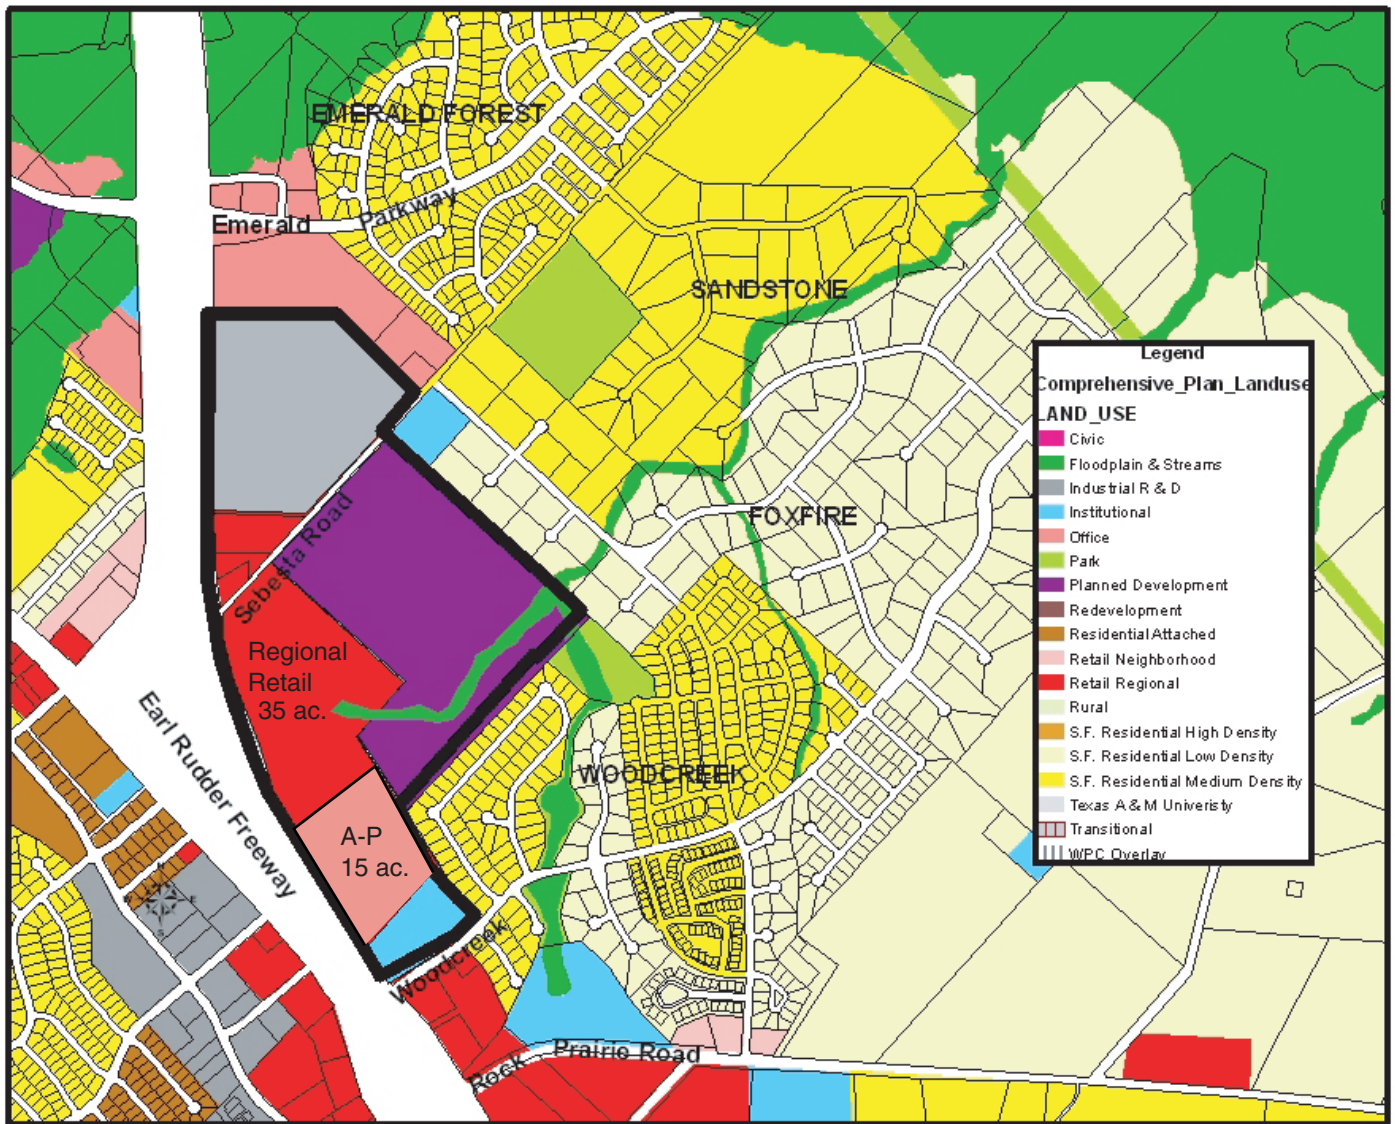 EMERALD FOREST
Emerald
Parkway
SANDSTONE
FOXFIRE
Sebesta Road
Regional
Retail
35 ac.
Earl Rudder Freeway
WOODCREEK
A-P
15 ac.
Woodcreek
Rock
Prairie Road
Legend
Comprehensive_Plan_Landuse
LAND_USE
Civic
Floodplain & Streams
Industrial R & D
Institutional
Office
Park
Planned Development
Redevelopment
Residential Attached
Retail Neighborhood
Retail Regional
Rural
S.F. Residential High Density
S.F. Residential Low Density
S.F. Residential Medium Density
Texas A & M Univeristy
Transitional
WPC Overlay